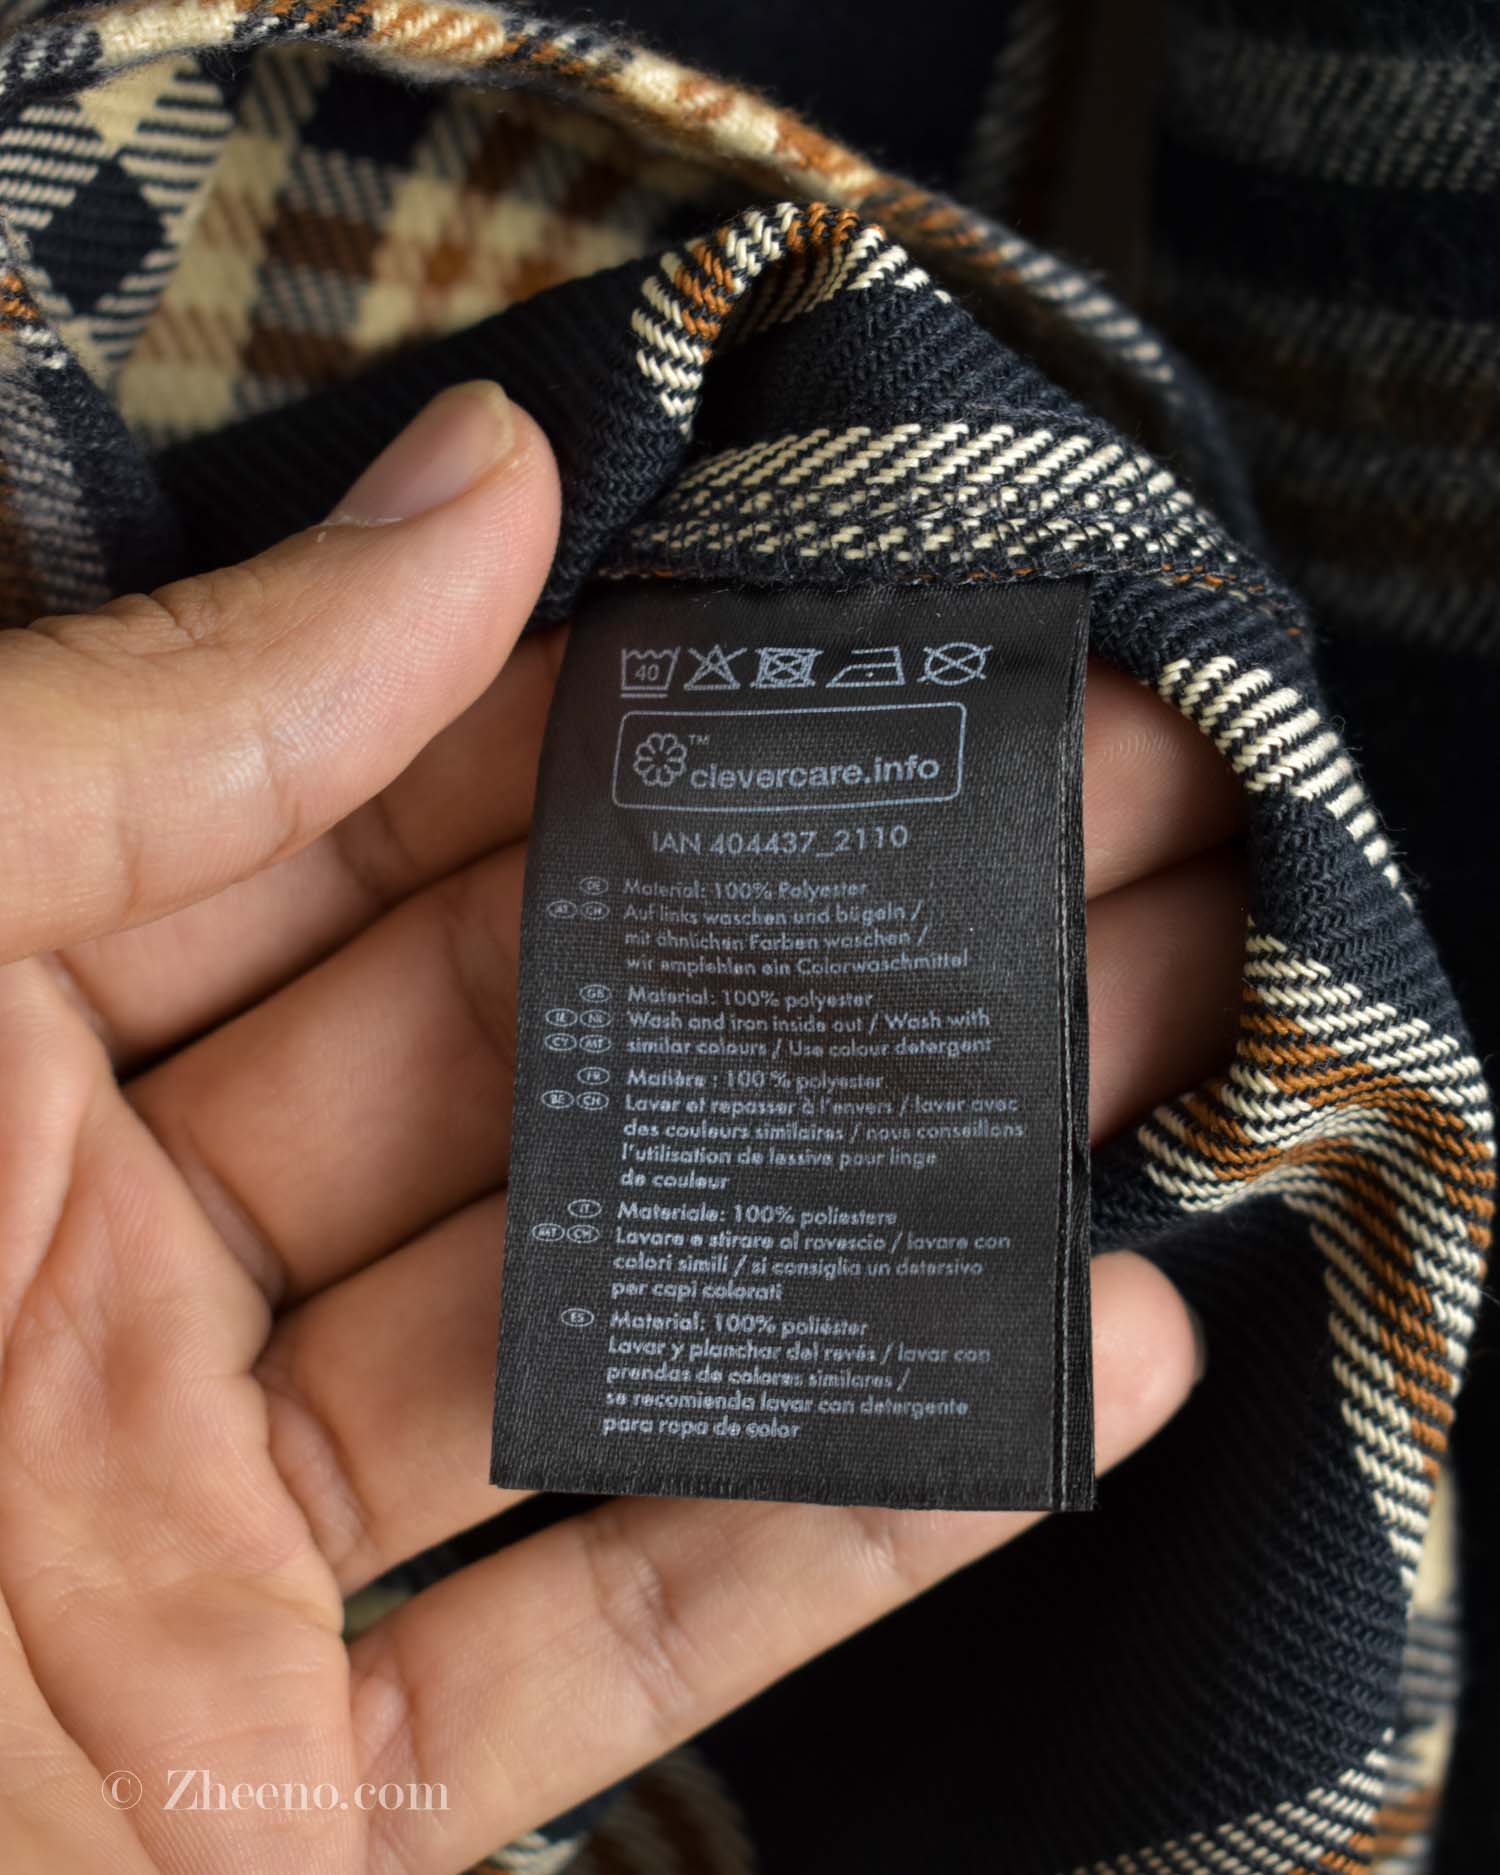 40
™
clevercare.info
IAN 404437_2110
DE Material: 100% Polyester
AT CH Auf links waschen und bügeln /
mit ähnlichen Farben waschen /
wir empfehlen ein Colorwaschmittel
GB Material: 100% polyester
IE NI Wash and iron inside out / Wash with
CY MT similar colours / Use colour detergent
FR Matière : 100 % polyester
BE CH Laver et repasser à l'envers / laver avec
des couleurs similaires / nous conseillons
l'utilisation de lessive pour linge
de couleur
IT Materiale: 100% poliestere
MT CH Lavare e stirare al rovescio / lavare con
colori simili / si consiglia un detersivo
per capi colorati
ES Material: 100% poliéster
Lavar y planchar del revés / lavar con
prendas de colores similares /
se recomienda lavar con detergente
para ropa de color
© Zheeno.com